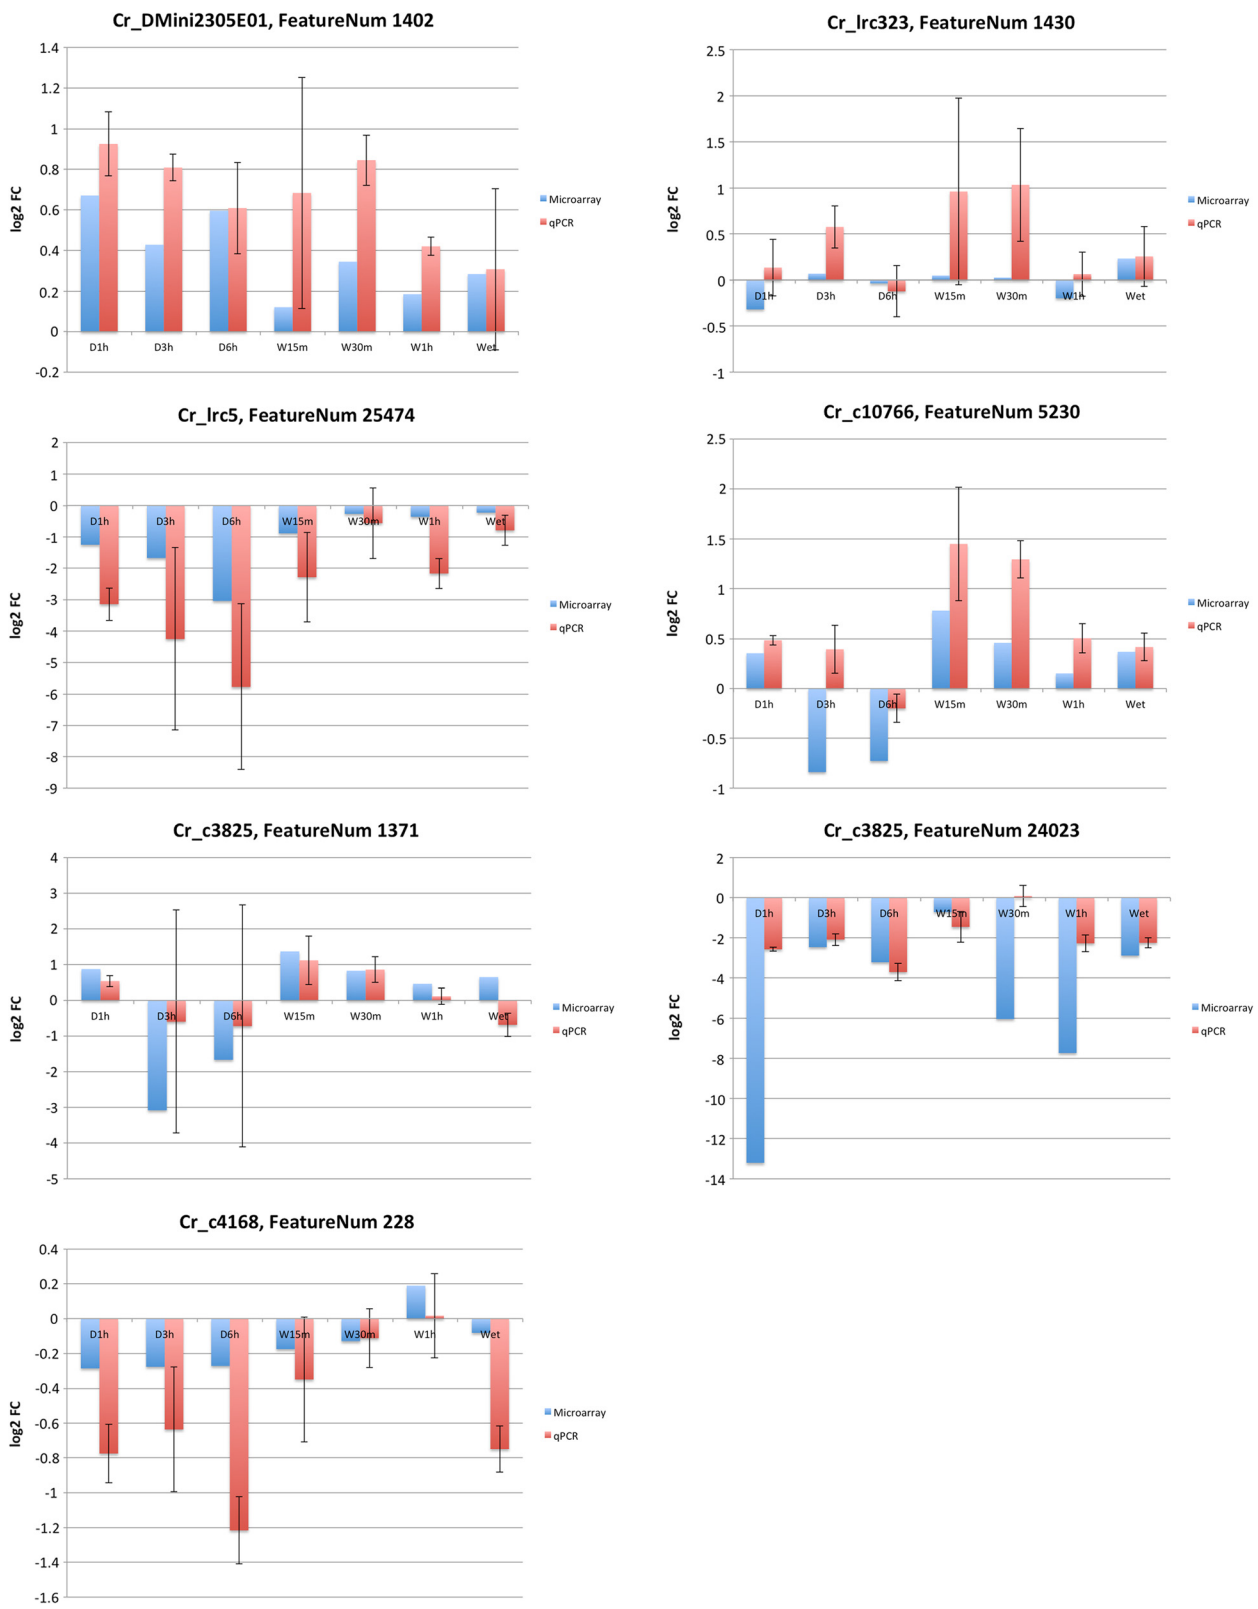 Cr_DMini2305E01, FeatureNum 1402
1.4
1.2
1
0.8
0.6
0.4
0.2
0
-0.2
log2 FC
D1h D3h D6h W15m W30m W1h Wet
Microarray
qPCR
Cr_lrc323, FeatureNum 1430
2.5
2
1.5
1
0.5
0
-0.5
-1
log2 FC
D1h D3h D6h W15m W30m W1h Wet
Microarray
qPCR
Cr_lrc5, FeatureNum 25474
2
1
0
-1
-2
-3
-4
-5
-6
-7
-8
-9
log2 FC
D1h D3h D6h W15m W30m W1h Wet
Microarray
qPCR
Cr_c10766, FeatureNum 5230
2.5
2
1.5
1
0.5
0
-0.5
-1
log2 FC
D1h D3h D6h W15m W30m W1h Wet
Microarray
qPCR
Cr_c3825, FeatureNum 1371
4
3
2
1
0
-1
-2
-3
-4
-5
log2 FC
D1h D3h D6h W15m W30m W1h Wet
Microarray
qPCR
Cr_c3825, FeatureNum 24023
2
0
-2
-4
-6
-8
-10
-12
-14
log2 FC
D1h D3h D6h W15m W30m W1h Wet
Microarray
qPCR
Cr_c4168, FeatureNum 228
0.4
0.2
0
-0.2
-0.4
-0.6
-0.8
-1
-1.2
-1.4
-1.6
log2 FC
D1h D3h D6h W15m W30m W1h Wet
Microarray
qPCR